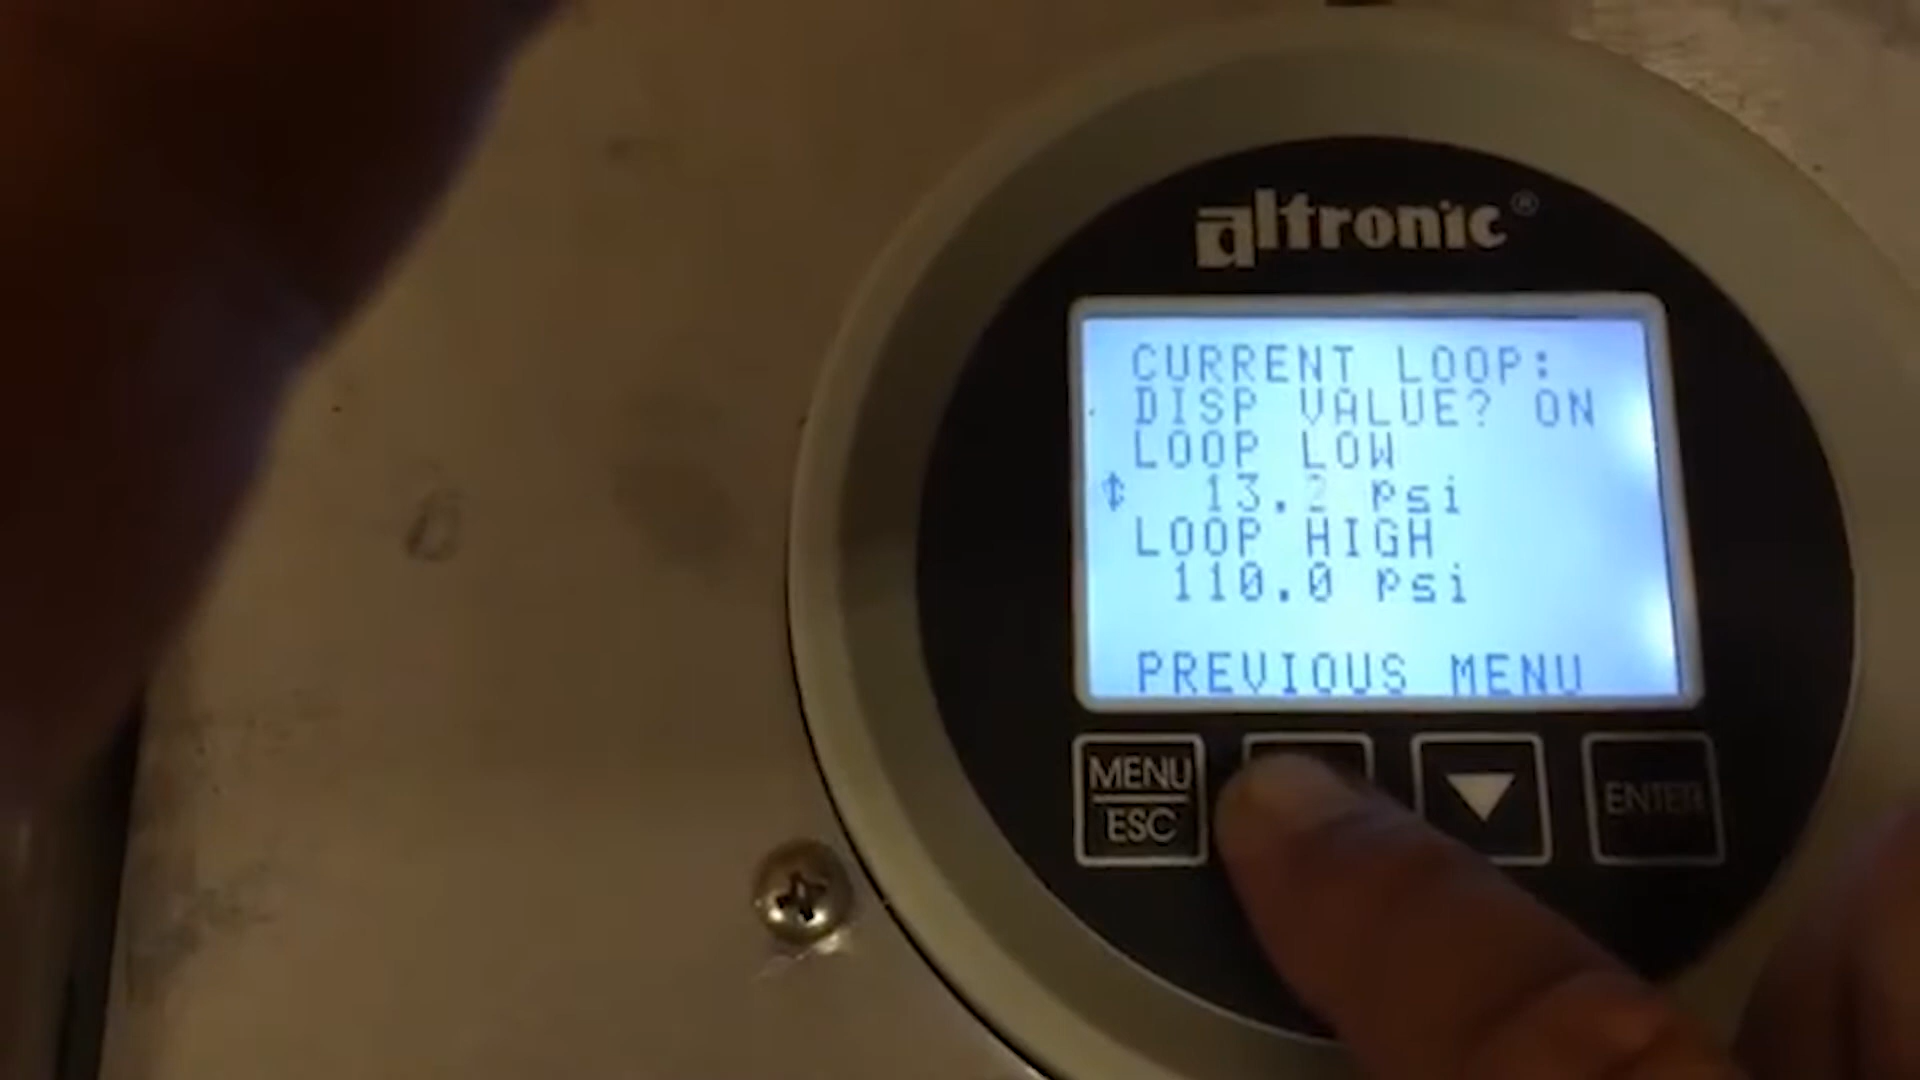 altronic®
CURRENT LOOP:
DISP VALUE? ON
LOOP LOW
13.2 psi
LOOP HIGH
110.0 psi
PREVIOUS MENU
MENU
ESC
ENTER